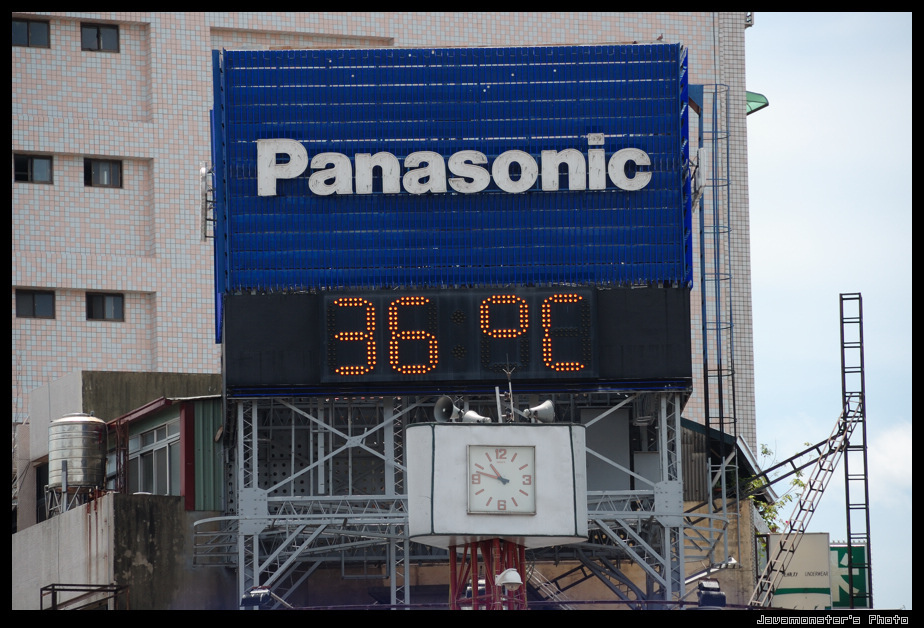 Panasonic
36 °C
12
3
6
9
Javamonster's Photo